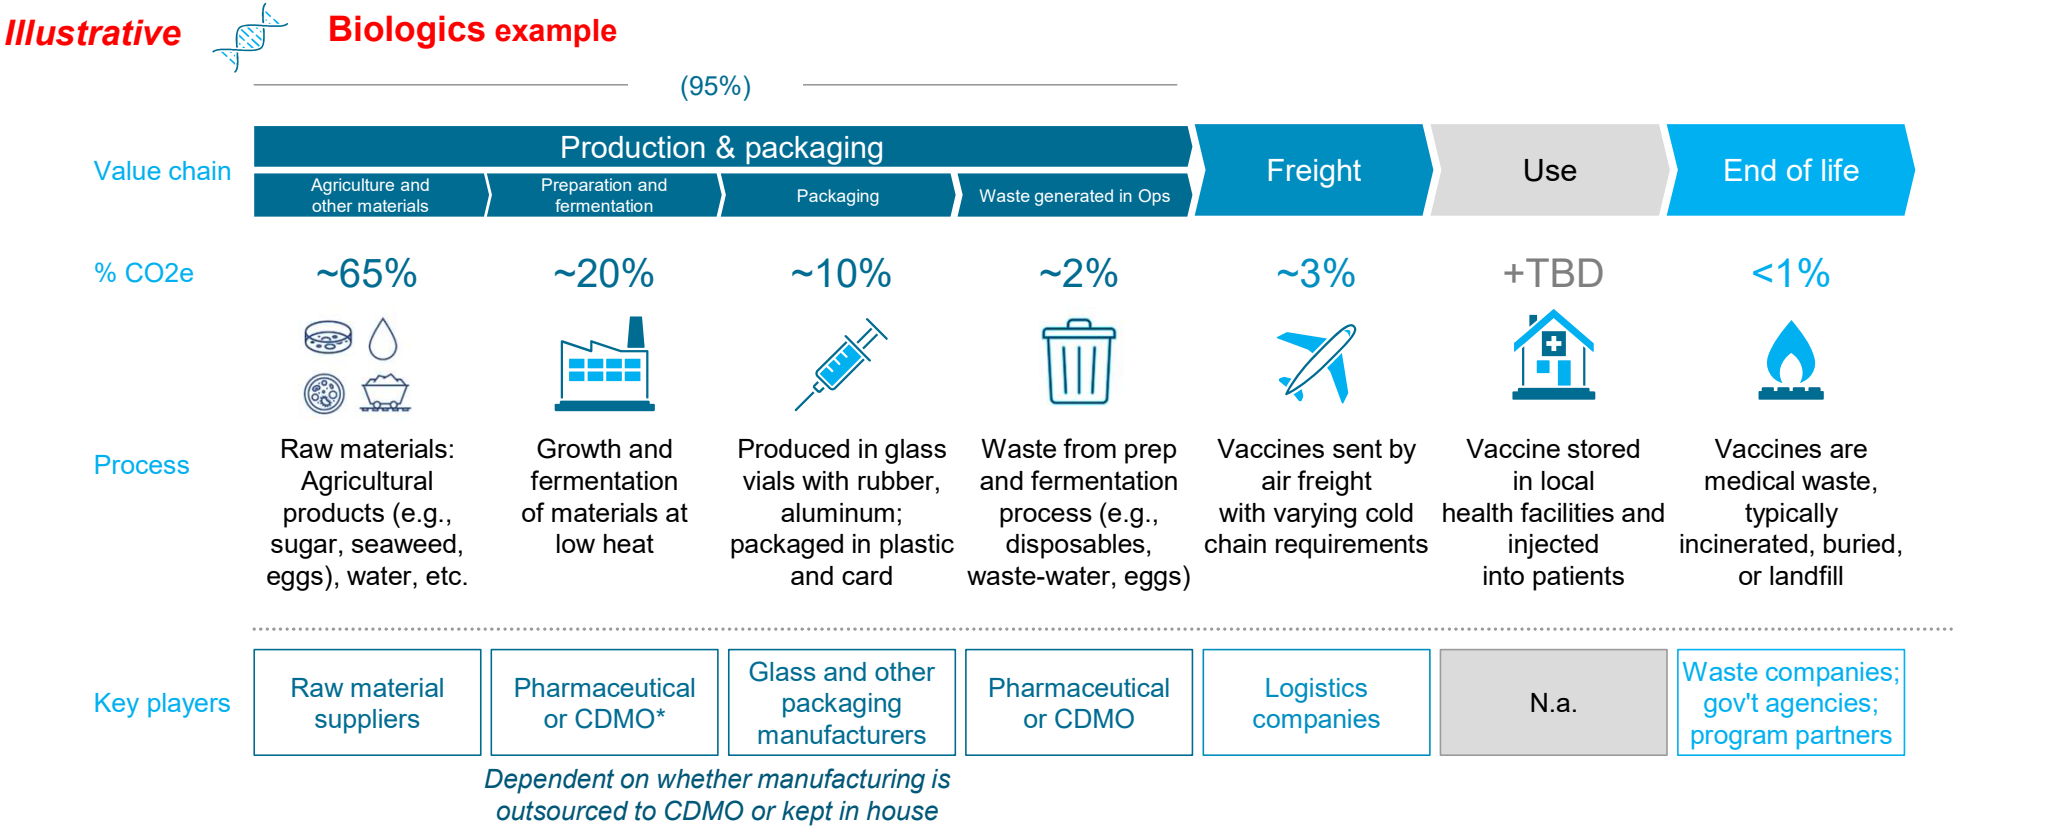 Illustrative
Biologics example
(95%)
Value chain
Production & packaging
Agriculture and
other materials
Preparation and
fermentation
Packaging
Waste generated in Ops
Freight
Use
End of life
% CO2e
~65%
~20%
~10%
~2%
~3%
+TBD
<1%
Process
Raw materials:
Agricultural
products (e.g.,
sugar, seaweed,
eggs), water, etc.
Growth and
fermentation
of materials at
low heat
Produced in glass
vials with rubber,
aluminum;
packaged in plastic
and card
Waste from prep
and fermentation
process (e.g.,
disposables,
waste-water, eggs)
Vaccines sent by
air freight
with varying cold
chain requirements
Vaccine stored
in local
health facilities and
injected
into patients
Vaccines are
medical waste,
typically
incinerated, buried,
or landfill
Key players
Raw material
suppliers
Pharmaceutical
or CDMO*
Glass and other
packaging
manufacturers
Pharmaceutical
or CDMO
Logistics
companies
N.a.
Waste companies;
gov't agencies;
program partners
Dependent on whether manufacturing is
outsourced to CDMO or kept in house